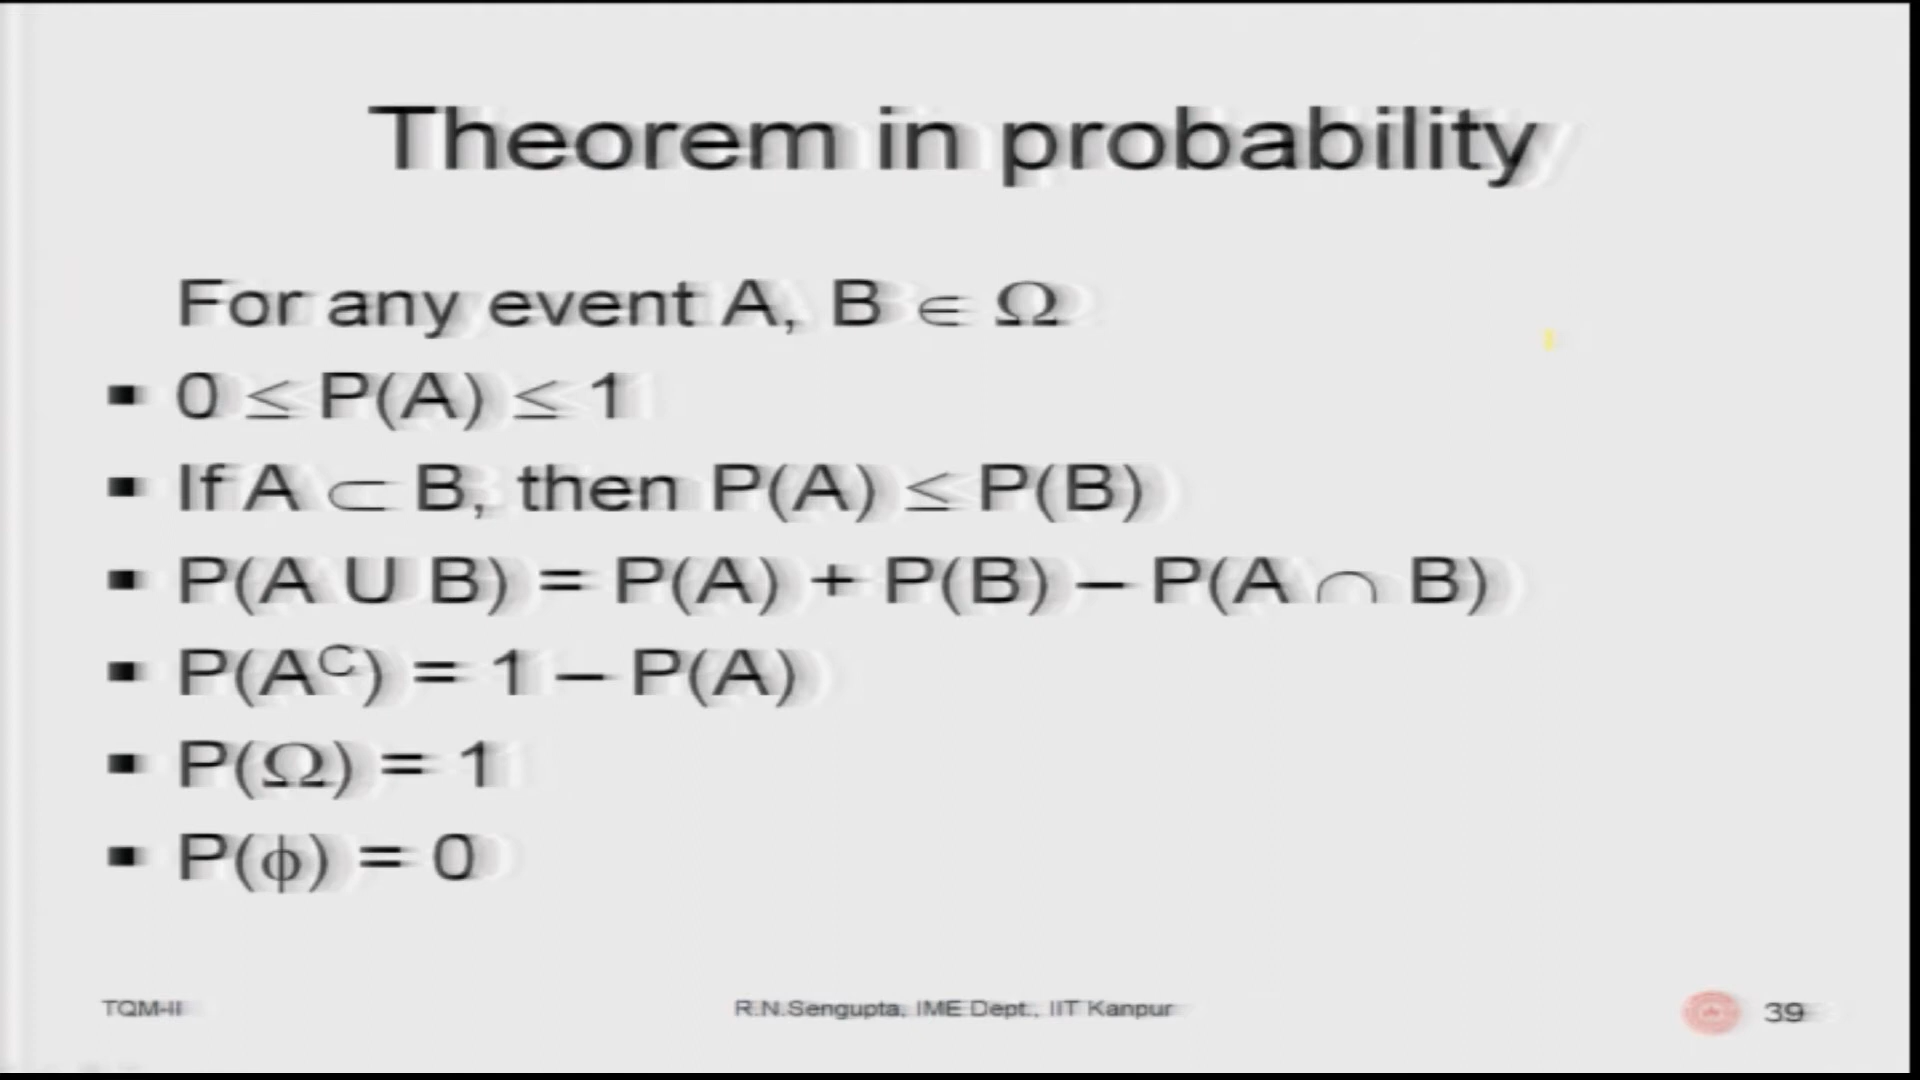 Theorem in probability
For any event A, B ∈ Ω
▪ 0 ≤ P(A) ≤ 1
▪ If A ⊂ B, then P(A) ≤ P(B)
▪ P(A U B) = P(A) + P(B) – P(A ∩ B)
▪ P(Aᶜ) = 1 – P(A)
▪ P(Ω) = 1
▪ P(ϕ) = 0
TQM-II R.N.Sengupta, IME Dept., IIT Kanpur 39